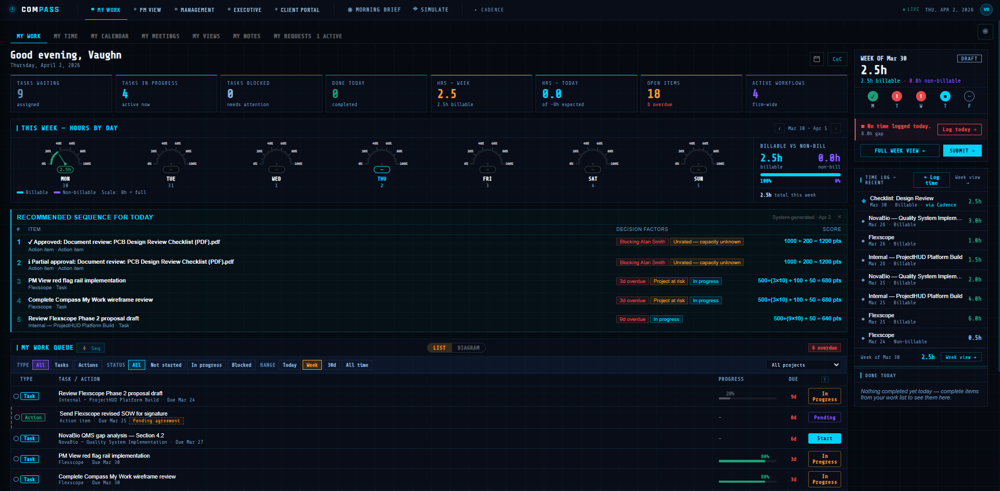 COMPASS
MY WORK
PM VIEW
MANAGEMENT
EXECUTIVE
CLIENT PORTAL
MORNING BRIEF
SIMULATE
CADENCE
LIVE
THU, APR 2, 2026
VS
MY WORK
MY TIME
MY CALENDAR
MY MEETINGS
MY VIEWS
MY NOTES
MY REQUESTS 1 ACTIVE
Good evening, Vaughn
Thursday, April 2, 2026
CoC
TASKS WAITING
9
assigned
TASKS IN PROGRESS
4
active now
TASKS BLOCKED
0
needs attention
DONE TODAY
0
completed
HRS — WEEK
2.5
2.5h billable
HRS — TODAY
0.0
of ~8h expected
OPEN ITEMS
18
6 overdue
ACTIVE WORKFLOWS
4
firm-wide
THIS WEEK — HOURS BY DAY
‹ Mar 30 – Apr 5 ›
0% 20% 40% 60% 80% 100%
2.5h
MON
30
0% 20% 40% 60% 80% 100%
—
TUE
31
0% 20% 40% 60% 80% 100%
—
WED
1
0% 20% 40% 60% 80% 100%
—
THU
2
0% 20% 40% 60% 80% 100%
—
FRI
3
0% 20% 40% 60% 80% 100%
—
SAT
4
0% 20% 40% 60% 80% 100%
—
SUN
5
Billable Non-billable Scale: 8h = full
BILLABLE VS NON-BILL
2.5h 0.0h
billable non-bill
100% 0%
2.5h total this week
RECOMMENDED SEQUENCE FOR TODAY
System-generated · Apr 2 ×
# ITEM DECISION FACTORS SCORE
1 ✓ Approved: Document review: PCB Design Review Checklist (PDF).pdf Blocking Alan Smith Unrated — capacity unknown 1000 + 200 = 1200 pts
Action item · Action item
2 ℹ Partial approval: Document review: PCB Design Review Checklist (PDF).pdf Blocking Alan Smith Unrated — capacity unknown 1000 + 200 = 1200 pts
Action item · Action item
3 PM View red flag rail implementation 3d overdue Project at risk In progress 500+(3×10) + 100 + 50 = 680 pts
Flexscope · Task
4 Complete Compass My Work wireframe review 3d overdue Project at risk In progress 500+(3×10) + 100 + 50 = 680 pts
Flexscope · Task
5 Review Flexscope Phase 2 proposal draft 9d overdue In progress 500+(9×10) + 50 = 640 pts
Internal — ProjectHUD Platform Build · Task
MY WORK QUEUE Seq LIST DIAGRAM 6 overdue
TYPE All Tasks Actions STATUS All Not started In progress Blocked RANGE Today Week 30d All time All projects
TYPE TASK / ACTION PROGRESS DUE ?
Task Review Flexscope Phase 2 proposal draft 20% 9d In Progress
Internal — ProjectHUD Platform Build · Due Mar 24
Action Send Flexscope revised SOW for signature — 8d Pending
Action item · Due Mar 25 Pending agreement
Task NovaBio QMS gap analysis — Section 4.2 — 6d Start
NovaBio — Quality System Implementation · Due Mar 27
Task PM View red flag rail implementation 80% 3d In Progress
Flexscope · Due Mar 30
Task Complete Compass My Work wireframe review 80% 3d In Progress
Flexscope · Due Mar 30
WEEK OF Mar 30 DRAFT
2.5h
2.5h billable · 0.0h non-billable
✓ ! ! ■ –
M T W T F
No time logged today.
8.0h gap
Log today →
FULL WEEK VIEW → SUBMIT →
TIME LOG — RECENT
+ Log time
Week view →
Checklist: Design Review 2.5h
Mar 30 · Billable · via Cadence
NovaBio — Quality System Implem... 3.0h
Mar 26 · Billable
Flexscope 1.0h
Mar 26 · Billable
Internal — ProjectHUD Platform Build 1.5h
Mar 26 · Billable
NovaBio — Quality System Implem... 2.0h
Mar 25 · Billable
Internal — ProjectHUD Platform Build 4.0h
Mar 25 · Billable
Flexscope 6.0h
Mar 25 · Billable
Flexscope 0.5h
Mar 24 · Non-billable
Week of Mar 30 2.5h Week view →
DONE TODAY
Nothing completed yet today — complete items
from your work list to see them here.